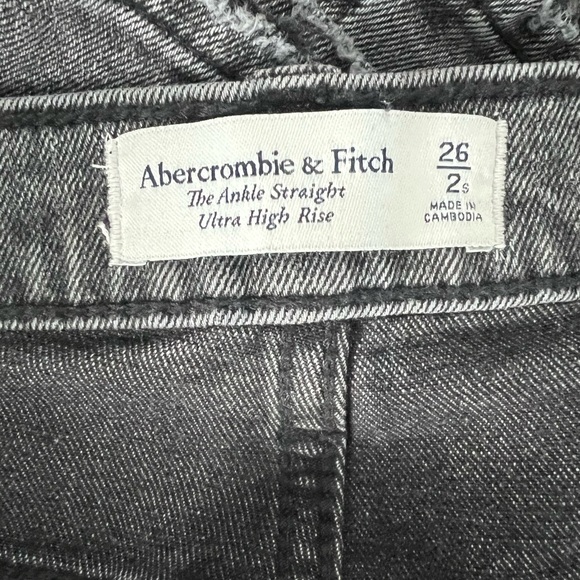 Abercrombie & Fitch
The Ankle Straight
Ultra High Rise
26
2s
MADE IN
CAMBODIA